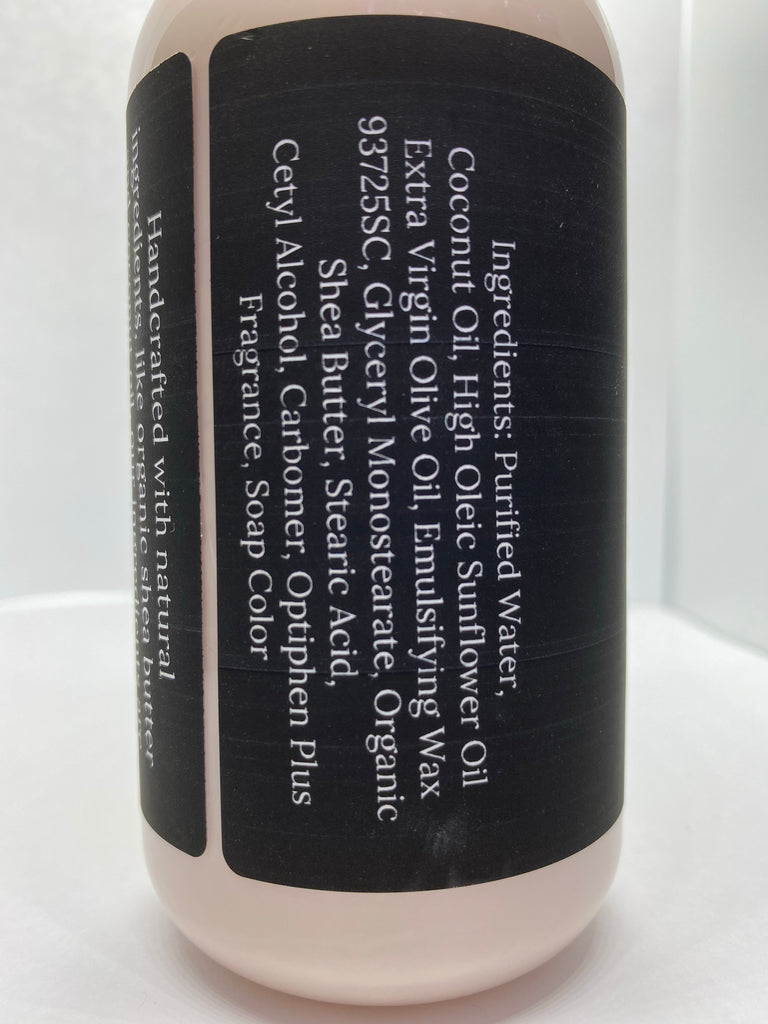 Ingredients: Purified Water,
Coconut Oil, High Oleic Sunflower Oil
Extra Virgin Olive Oil, Emulsifying Wax
93725SC, Glyceryl Monostearate, Organic
Shea Butter, Stearic Acid,
Cetyl Alcohol, Carbomer, Optiphen Plus
Fragrance, Soap Color
Handcrafted with natural
ingredients, like organic shea butter